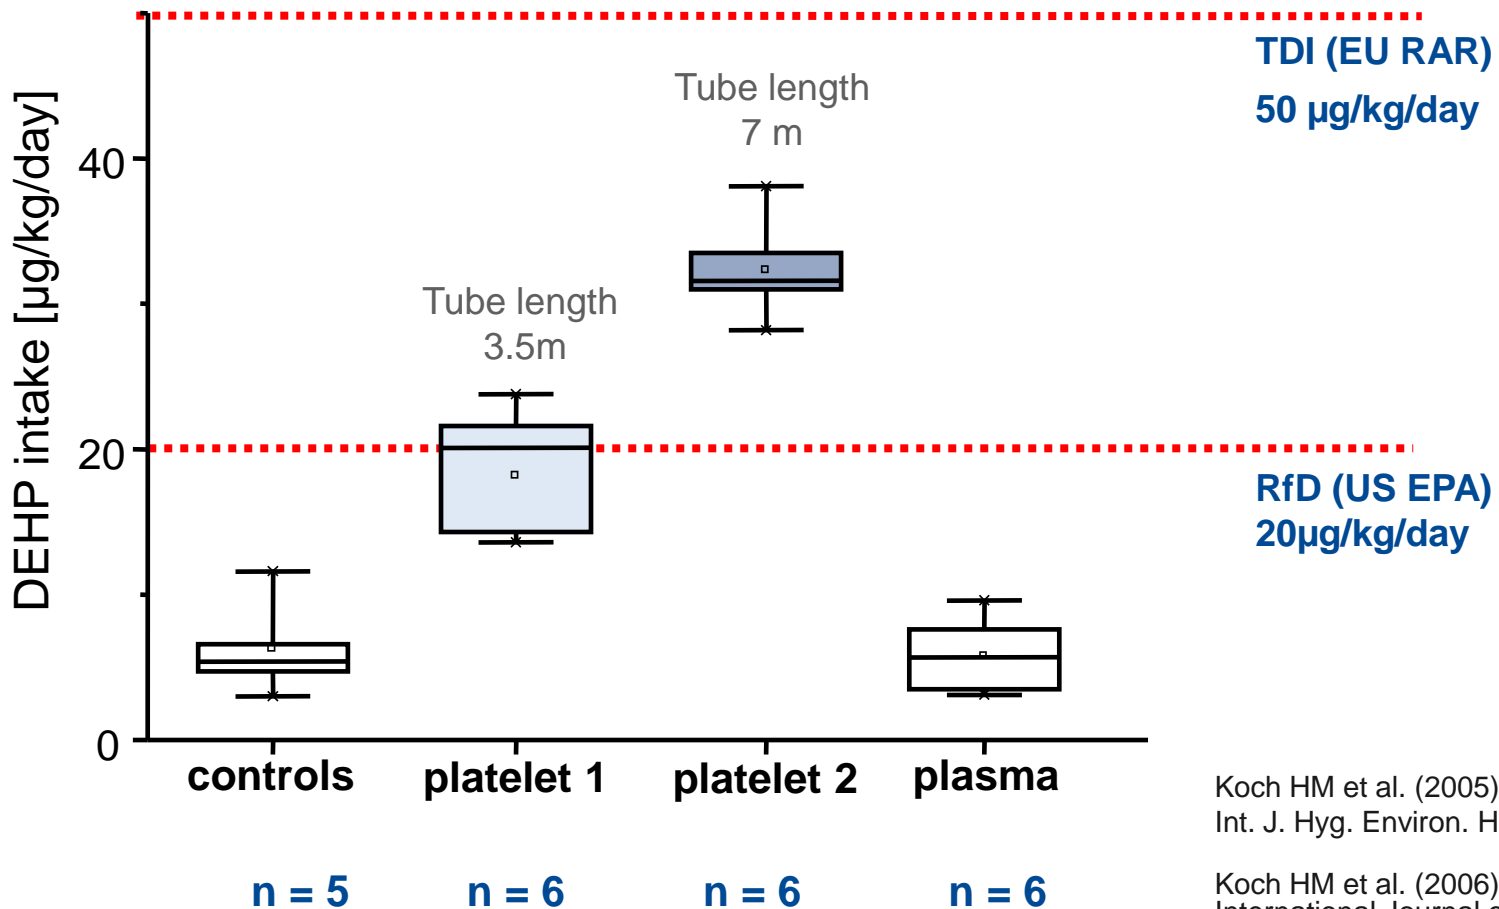 TDI (EU RAR)
50 µg/kg/day
Tube length
7 m
Tube length
3.5m
RfD (US EPA)
20µg/kg/day
DEHP intake [µg/kg/day]
40
20
0
controls platelet 1 platelet 2 plasma
n = 5 n = 6 n = 6 n = 6
Koch HM et al. (2005)
Int. J. Hyg. Environ. H
Koch HM et al. (2006)
International Journal